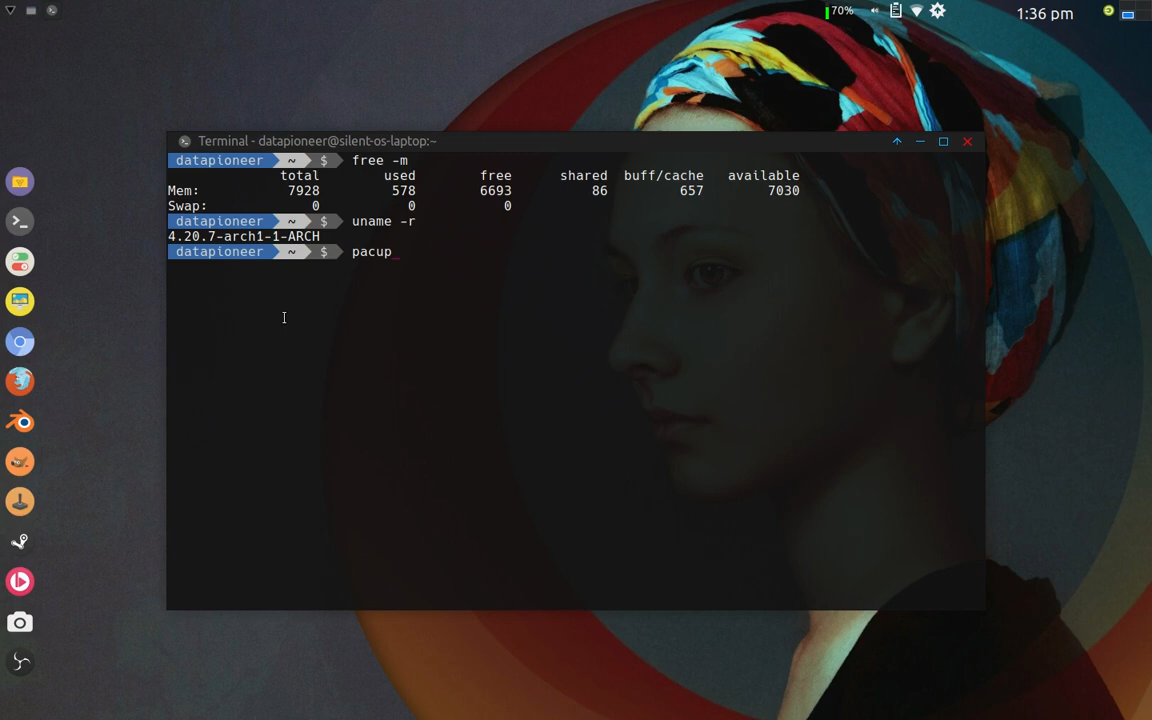 70%
1:36 pm
Terminal - datapioneer@silent-os-laptop:~
datapioneer ~ $ free -m
total used free shared buff/cache available
Mem: 7928 578 6693 86 657 7030
Swap: 0 0 0
datapioneer ~ $ uname -r
4.20.7-arch1-1-ARCH
datapioneer ~ $ pacup_